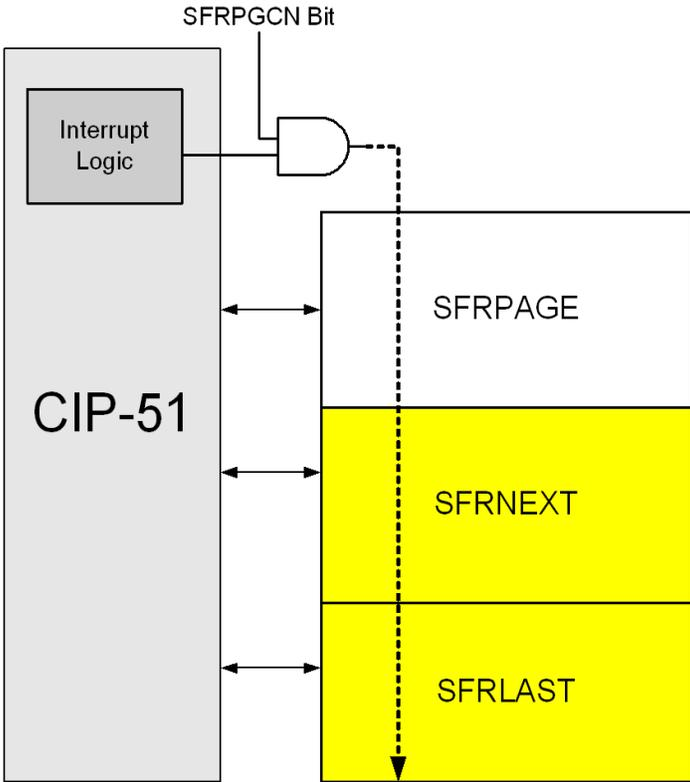 SFRPGCN Bit
Interrupt
Logic
SFRPAGE
CIP-51
SFRNEXT
SFRLAST